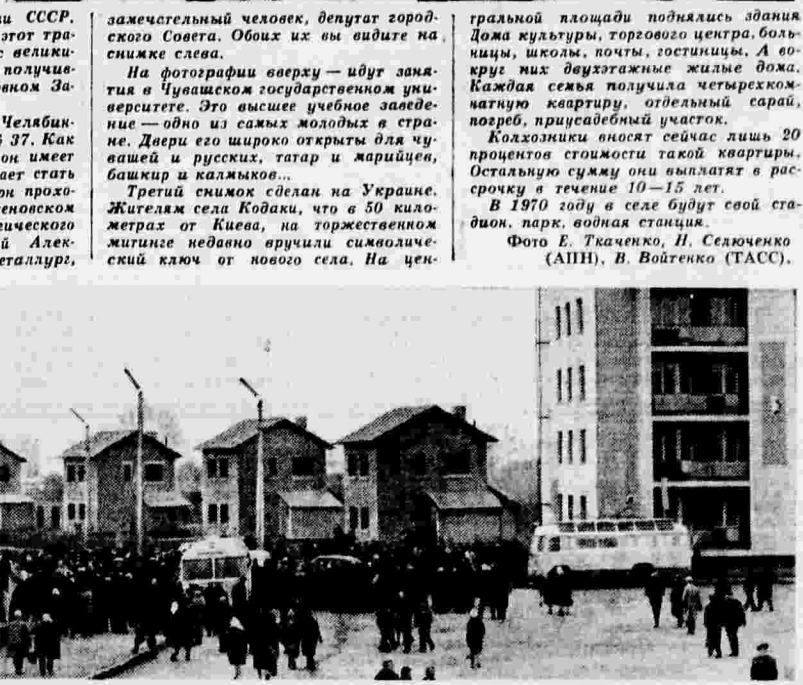 ии СССР.
этот тра-
с велики-
получив-
вном За-
Челябин-
37. Как
он имеет
ает стать
он прохо-
еновском
гического
й Алек-
еталлург,
замечательный человек, депутат город-
ского Совета. Обоих их вы видите на
снимке слева.
На фотографии вверху — идут заня-
тия в Чувашском государственном уни-
верситете. Это высшее учебное заведе-
ние — одно из самых молодых в стра-
не. Двери его широко открыты для чу-
вашей и русских, татар и марийцев,
башкир и калмыков...
Третий снимок сделан на Украине.
Жителям села Кодаки, что в 50 кило-
метрах от Киева, на торжественном
митинге недавно вручили символиче-
ский ключ от нового села. На цен-
тральной площади поднялись здания
Дома культуры, торгового центра, боль-
ницы, школы, почты, гостиницы. А во-
круг них двухэтажные жилые дома.
Каждая семья получила четырехком-
натную квартиру, отдельный сарай,
погреб, приусадебный участок.
Колхозники вносят сейчас лишь 20
процентов стоимости такой квартиры.
Остальную сумму они выплатят в рас-
срочку в течение 10—15 лет.
В 1970 году в селе будут свой ста-
дион, парк, водная станция.
Фото Е. Ткаченко, Н. Селюченко
(АПН), В. Войтенко (ТАСС).